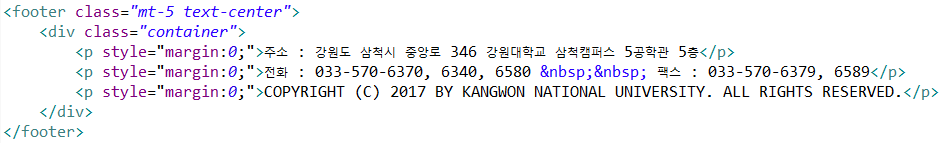 <footer class="mt-5 text-center">
    <div class="container">
        <p style="margin:0;">주소 : 강원도 삼척시 중앙로 346 강원대학교 삼척캠퍼스 5공학관 5층</p>
        <p style="margin:0;">전화 : 033-570-6370, 6340, 6580 &nbsp;&nbsp; 팩스 : 033-570-6379, 6589</p>
        <p style="margin:0;">COPYRIGHT (C) 2017 BY KANGWON NATIONAL UNIVERSITY. ALL RIGHTS RESERVED.</p>
    </div>
</footer>